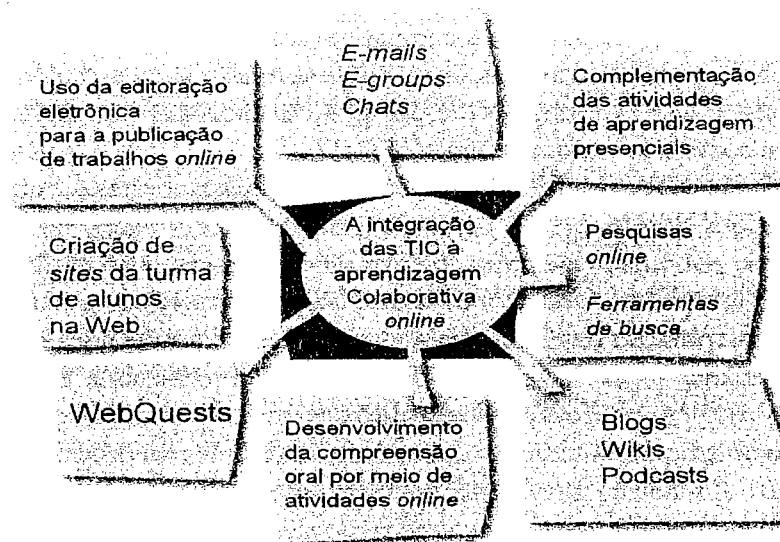 Uso da editoração
eletrônica
para a publicação
de trabalhos online
E-mails
E-groups
Chats
Complementação
das atividades
de aprendizagem
presenciais
A integração
das TIC à
aprendizagem
Colaborativa
online
Criação de
sites da turma
de alunos
na Web
Pesquisas
online
Ferramentas
de busca
WebQuests
Desenvolvimento
da compreensão
oral por meio de
atividades online
Blogs
Wikis
Podcasts